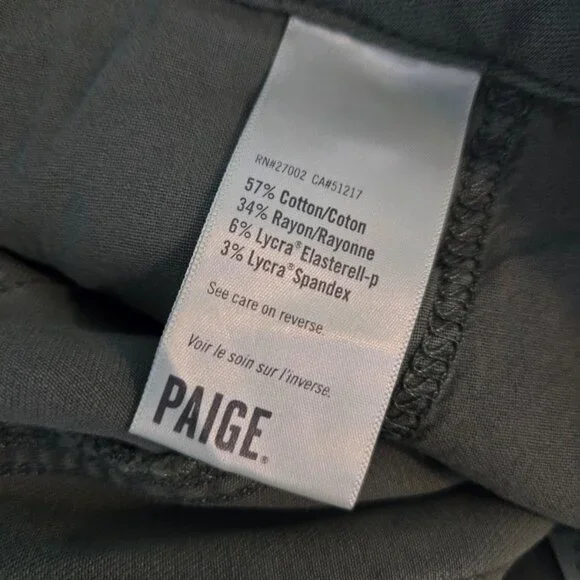 RN#27002 CA#51217
57% Cotton/Coton
34% Rayon/Rayonne
6% Lycra® Elasterell-p
3% Lycra® Spandex
See care on reverse.
Voir le soin sur l'inverse.
PAIGE®